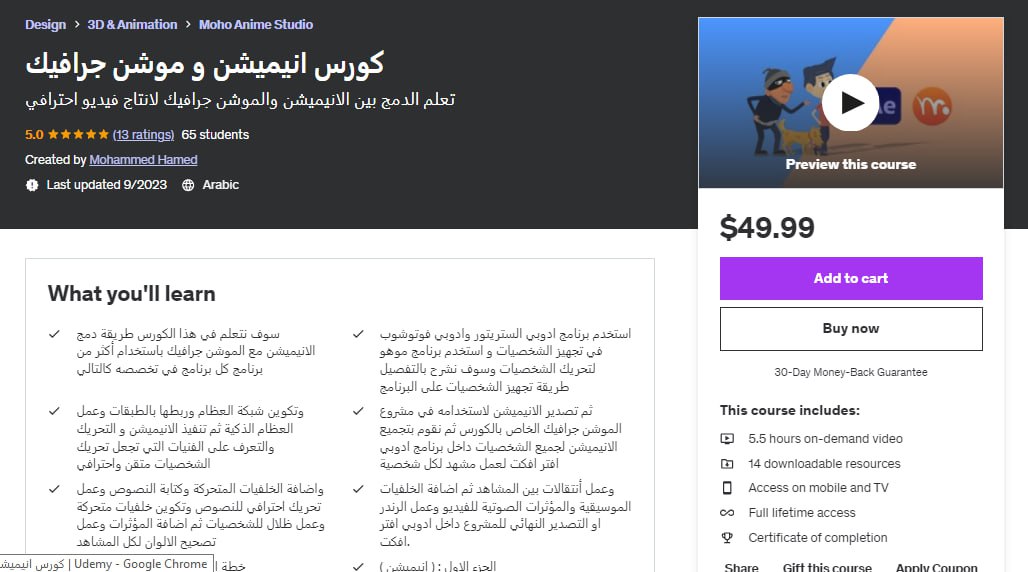 Design > 3D & Animation > Moho Anime Studio
كورس انيميشن و موشن جرافيك
تعلم الدمج بين الانيميشن والموشن جرافيك لانتاج فيديو احترافي
5.0 (13 ratings) 65 students
Created by Mohammed Hamed
Last updated 9/2023 Arabic
Preview this course
$49.99
Add to cart
Buy now
30-Day Money-Back Guarantee
This course includes:
5.5 hours on-demand video
14 downloadable resources
Access on mobile and TV
Full lifetime access
Certificate of completion
Share Gift this course Apply Coupon
What you'll learn
سوف نتعلم في هذا الكورس طريقة دمج
الانيميشن مع الموشن جرافيك باستخدام أكثر من
برنامج كل برنامج في تخصصه كالتالي
استخدم برنامج ادوبي الستريتور وادوبي فوتوشوب
في تجهيز الشخصيات و استخدم برنامج موهو
لتحريك الشخصيات وسوف نشرح بالتفصيل
طريقة تجهيز الشخصيات على البرنامج
وتكوين شبكة العظام وربطها بالطبقات وعمل
العظام الذكية ثم تنفيذ الانيميشن و التحريك
والتعرف على الفنيات التي تجعل تحريك
الشخصيات متقن واحترافي
ثم تصدير الانيميشن لاستخدامه في مشروع
الموشن جرافيك الخاص بالكورس ثم نقوم بتجميع
الانيميشن لجميع الشخصيات داخل برنامج ادوبي
افتر افكت لعمل مشهد لكل شخصية
واضافة الخلفيات المتحركة وكتابة النصوص وعمل
تحريك احترافي للنصوص وتكوين خلفيات متحركة
وعمل ظلال للشخصيات ثم اضافة المؤثرات وعمل
تصحيح الالوان لكل المشاهد
وعمل أنتقالات بين المشاهد ثم اضافة الخلفيات
الموسيقية والمؤثرات الصوتية للفيديو وعمل الرندر
او التصدير النهائي للمشروع داخل ادوبي افتر
افكت.
خطة
الجزء الاول : ( انيميشن )
كورس انيميش | Udemy - Google Chrome